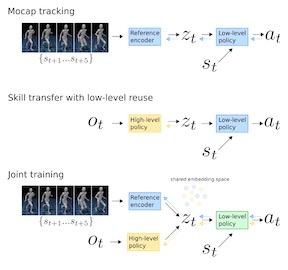 Mocap tracking
Reference encoder
z_t
Low-level policy
a_t
{s_{t+1}...s_{t+5}}
s_t
Skill transfer with low-level reuse
o_t
High-level policy
z_t
Low-level policy
a_t
s_t
Joint training
shared embedding space
Reference encoder
z_t
Low-level policy
a_t
{s_{t+1}...s_{t+5}}
o_t
High-level policy
s_t